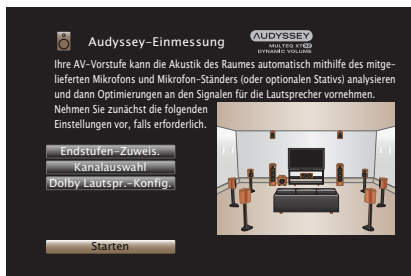 Audyssey-Einmessung
AUDYSSEY
MULTEQ XT32
DYNAMIC VOLUME
Ihre AV-Vorstufe kann die Akustik des Raumes automatisch mithilfe des mitge-
lieferten Mikrofons und Mikrofon-Ständers (oder optionalen Stativs) analysieren
und dann Optimierungen an den Signalen für die Lautsprecher vornehmen.
Nehmen Sie zunächst die folgenden
Einstellungen vor, falls erforderlich.
Endstufen-Zuweis.
Kanalauswahl
Dolby Lautspr.-Konfig.
Starten